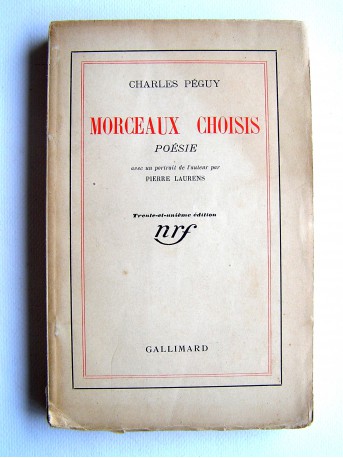 CHARLES PÉGUY
MORCEAUX CHOISIS
POÉSIE
avec un portrait de l'auteur par
PIERRE LAURENS
Trente-et-unième édition
nrf
GALLIMARD